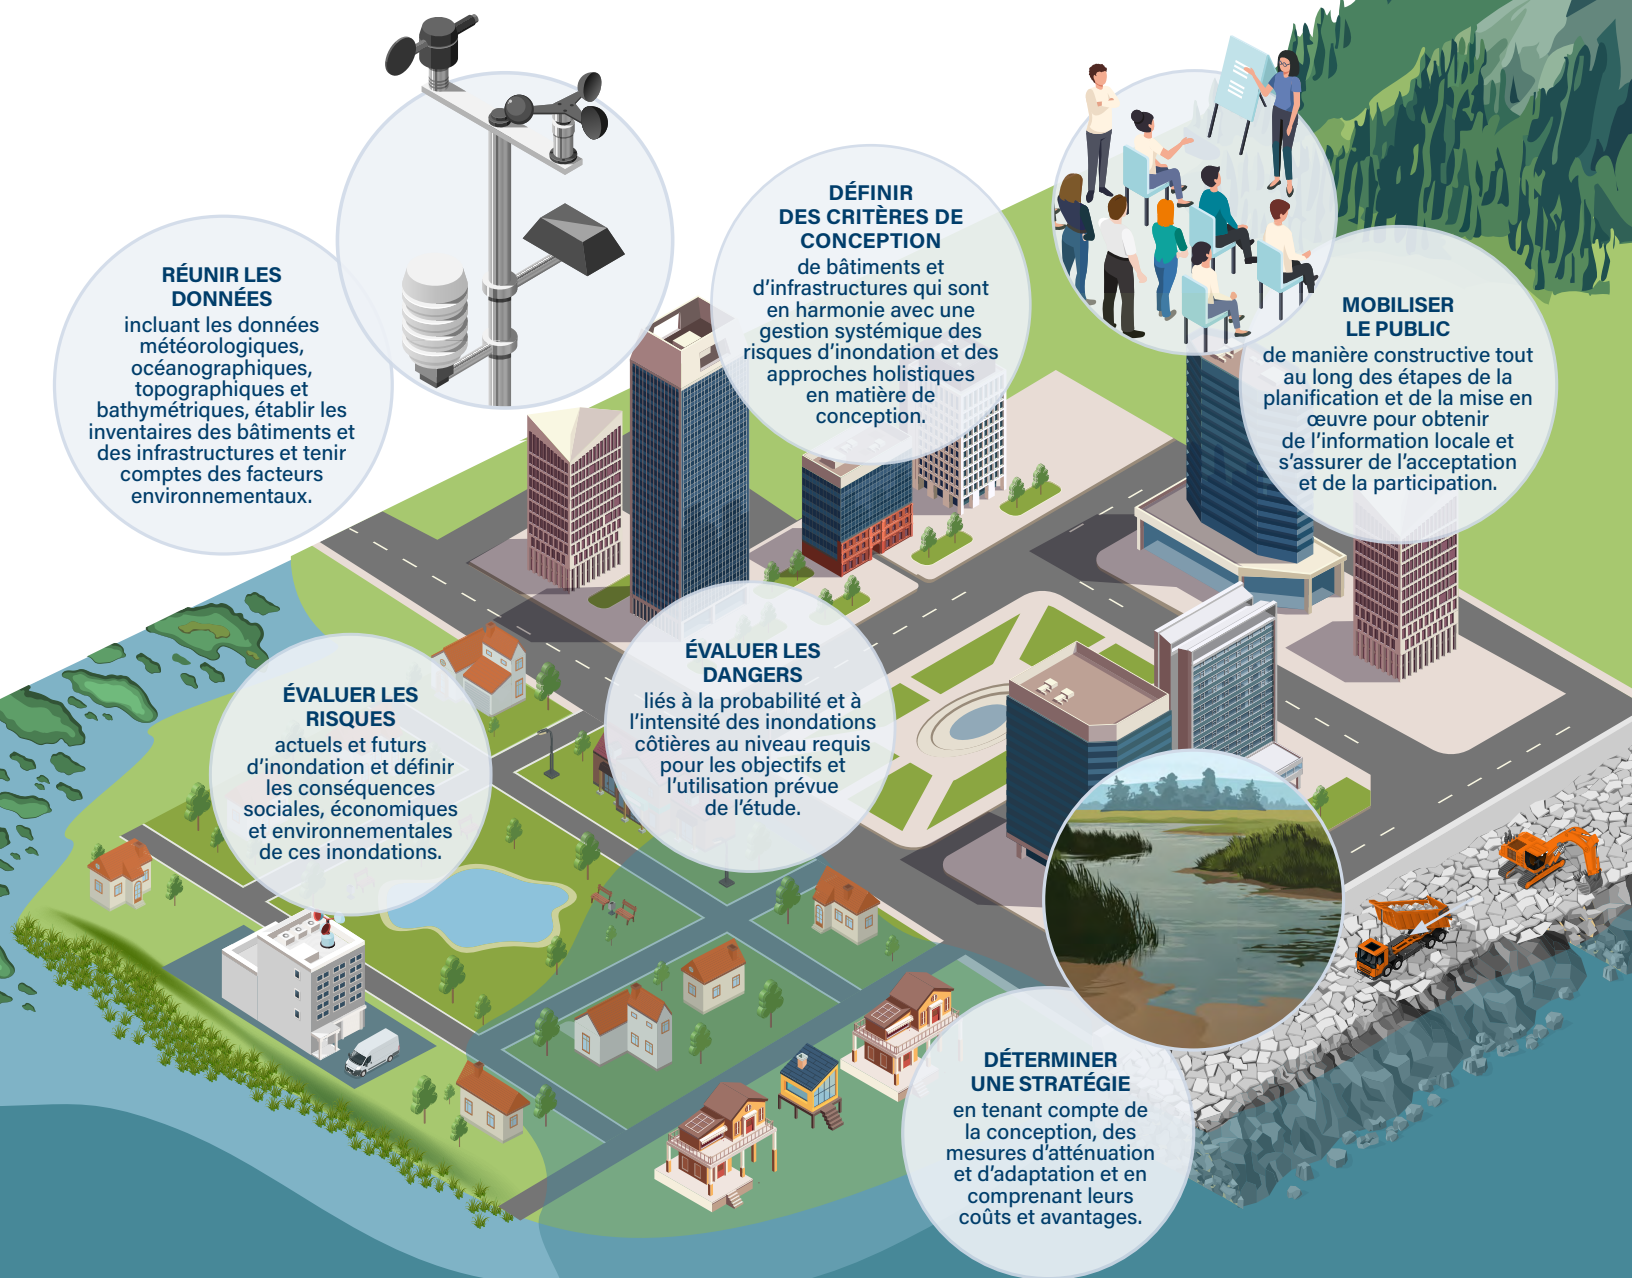 RÉUNIR LES
DONNÉES
incluant les données
météorologiques,
océanographiques,
topographiques et
bathymétriques, établir les
inventaires des bâtiments et
des infrastructures et tenir
comptes des facteurs
environnementaux.
DÉFINIR
DES CRITÈRES DE
CONCEPTION
de bâtiments et
d'infrastructures qui sont
en harmonie avec une
gestion systémique des
risques d'inondation et des
approches holistiques
en matière de
conception.
MOBILISER
LE PUBLIC
de manière constructive tout
au long des étapes de la
planification et de la mise en
œuvre pour obtenir
de l'information locale et
s'assurer de l'acceptation
et de la participation.
ÉVALUER LES
RISQUES
actuels et futurs
d'inondation et définir
les conséquences
sociales, économiques
et environnementales
de ces inondations.
ÉVALUER LES
DANGERS
liés à la probabilité et à
l'intensité des inondations
côtières au niveau requis
pour les objectifs et
l'utilisation prévue
de l'étude.
DÉTERMINER
UNE STRATÉGIE
en tenant compte de
la conception, des
mesures d'atténuation
et d'adaptation et en
comprenant leurs
coûts et avantages.